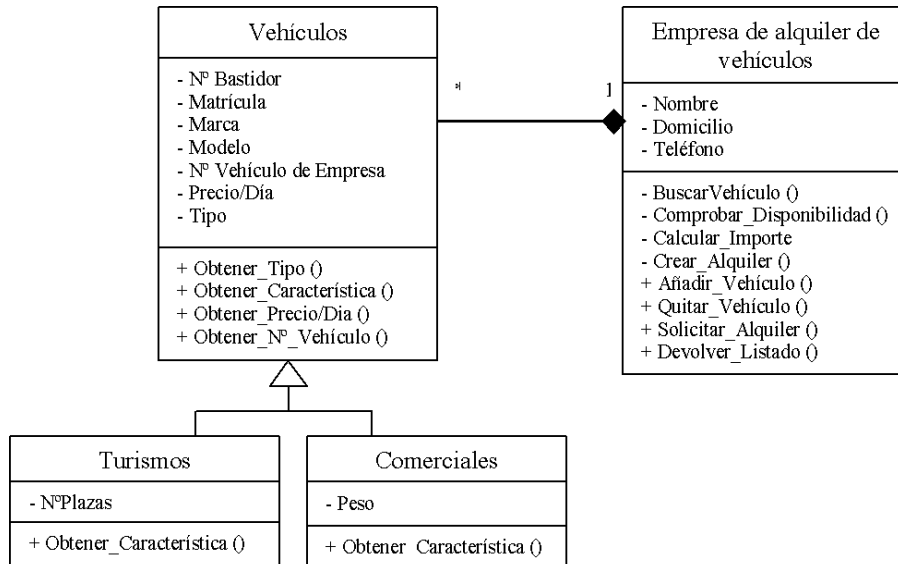 Vehículos
- Nº Bastidor
- Matrícula
- Marca
- Modelo
- Nº Vehículo de Empresa
- Precio/Día
- Tipo
+ Obtener_Tipo ()
+ Obtener_Característica ()
+ Obtener_Precio/Dia ()
+ Obtener_Nº_Vehículo ()
*
1
Empresa de alquiler de
vehículos
- Nombre
- Domicilio
- Teléfono
- BuscarVehículo ()
- Comprobar_Disponibilidad ()
- Calcular_Importe
- Crear_Alquiler ()
+ Añadir_Vehículo ()
+ Quitar_Vehículo ()
+ Solicitar_Alquiler ()
+ Devolver_Listado ()
Turismos
- NºPlazas
+ Obtener_Característica ()
Comerciales
- Peso
+ Obtener_Característica ()